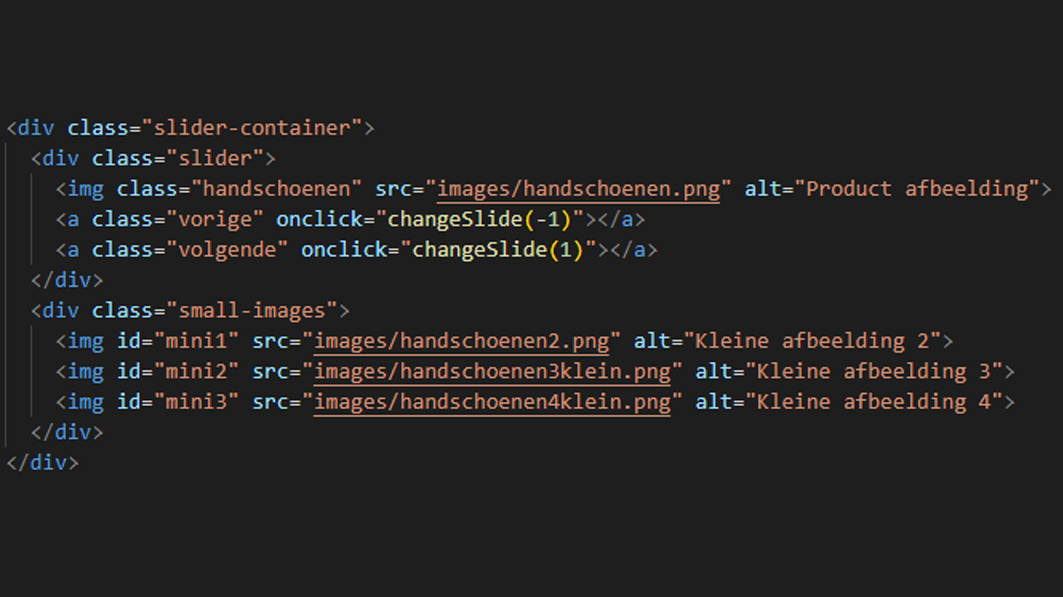 <div class="slider-container">
<div class="slider">
<img class="handschoenen" src="images/handschoenen.png" alt="Product afbeelding">
<a class="vorige" onclick="changeSlide(-1)"></a>
<a class="volgende" onclick="changeSlide(1)"></a>
</div>
<div class="small-images">
<img id="mini1" src="images/handschoenen2.png" alt="Kleine afbeelding 2">
<img id="mini2" src="images/handschoenen3klein.png" alt="Kleine afbeelding 3">
<img id="mini3" src="images/handschoenen4klein.png" alt="Kleine afbeelding 4">
</div>
</div>